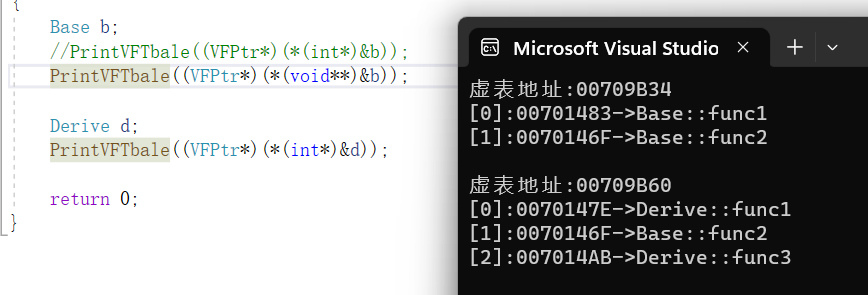 {
Base b;
//PrintVFTbale((VFPtr*)(*(int*)&b));
PrintVFTbale((VFPtr*)(*(void**)&b));
Derive d;
PrintVFTbale((VFPtr*)(*(int*)&d));
return 0;
}
Microsoft Visual Studio
虚表地址:00709B34
[0]:00701483->Base::func1
[1]:0070146F->Base::func2
虚表地址:00709B60
[0]:0070147E->Derive::func1
[1]:0070146F->Base::func2
[2]:007014AB->Derive::func3